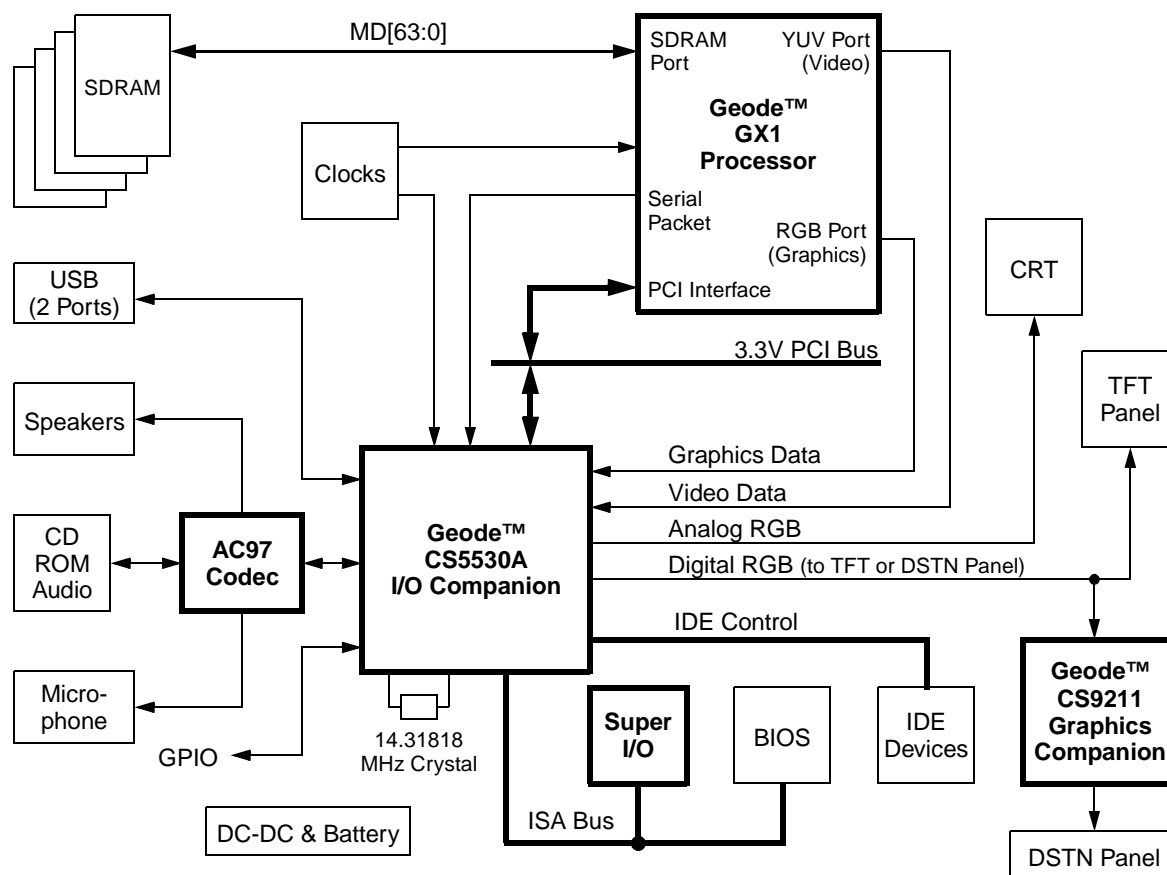 MD[63:0]
SDRAM
SDRAM
Port
YUV Port
(Video)
Geode™
GX1
Processor
Clocks
Serial
Packet
RGB Port
(Graphics)
PCI Interface
CRT
USB
(2 Ports)
3.3V PCI Bus
TFT
Panel
Speakers
Graphics Data
Video Data
Analog RGB
Digital RGB (to TFT or DSTN Panel)
CD
ROM
Audio
AC97
Codec
Geode™
CS5530A
I/O Companion
IDE Control
Micro-
phone
GPIO
14.31818
MHz Crystal
Super
I/O
BIOS
IDE
Devices
Geode™
CS9211
Graphics
Companion
DC-DC & Battery
ISA Bus
DSTN Panel